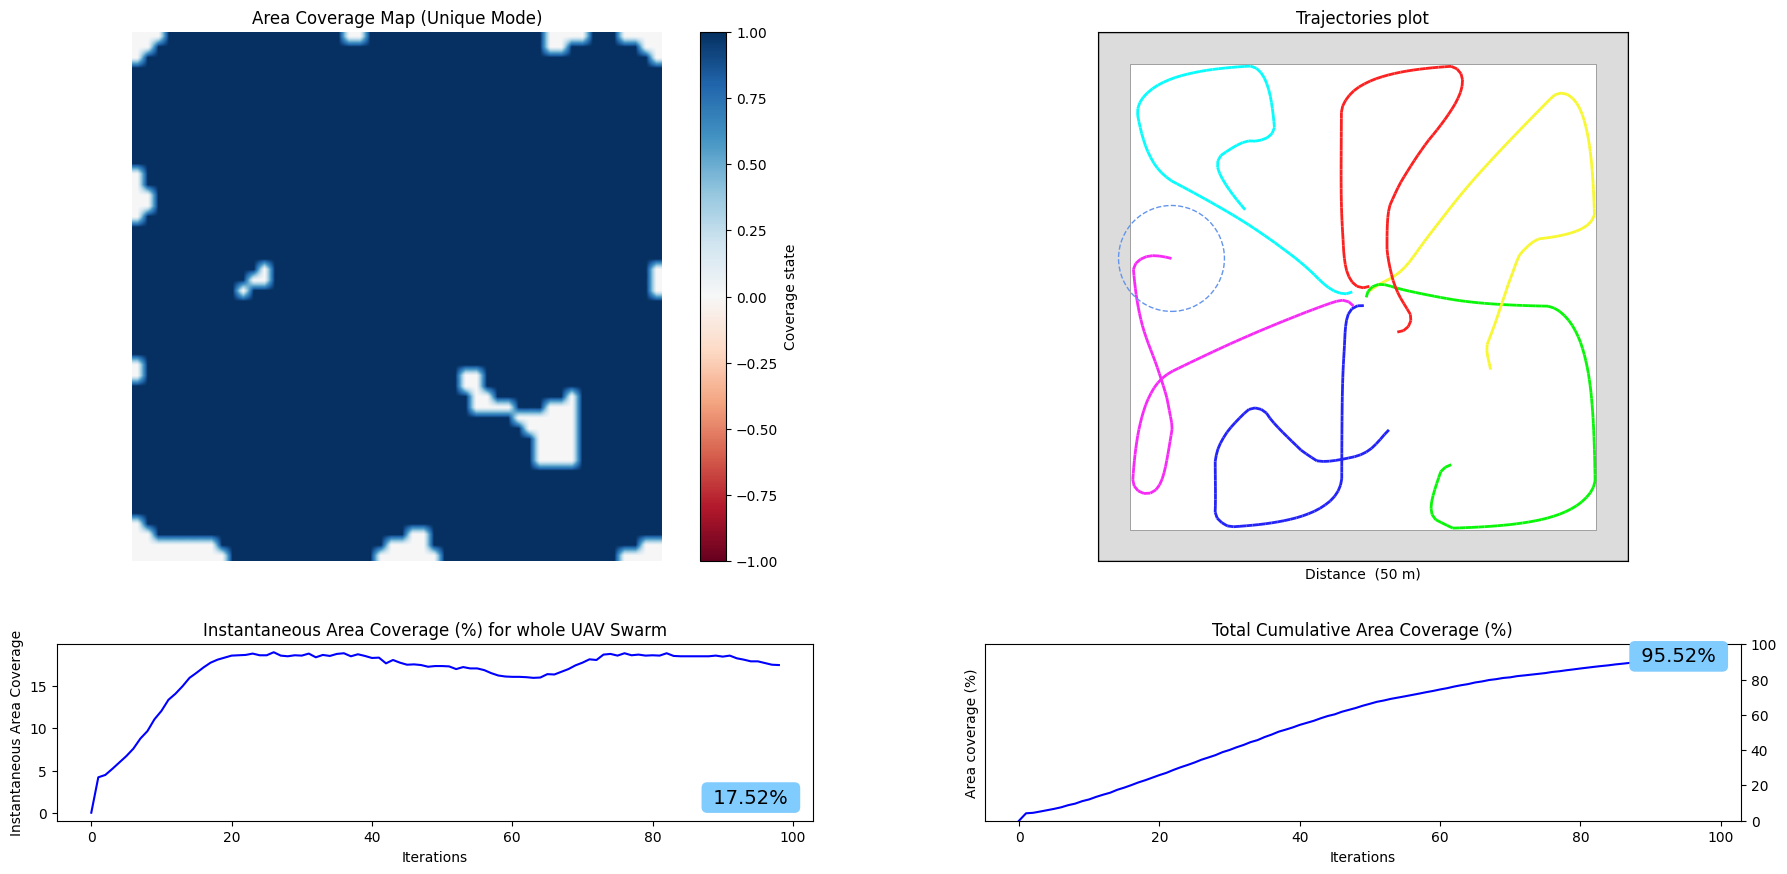 Area Coverage Map (Unique Mode)
1.00
0.75
0.50
0.25
0.00
−0.25
−0.50
−0.75
−1.00
Coverage state
Trajectories plot
Distance  (50 m)
Instantaneous Area Coverage (%) for whole UAV Swarm
Instantaneous Area Coverage
15
10
5
0
17.52%
0 20 40 60 80 100
Iterations
Total Cumulative Area Coverage (%)
Area coverage (%)
95.52%
100
80
60
40
20
0
0 20 40 60 80 100
Iterations